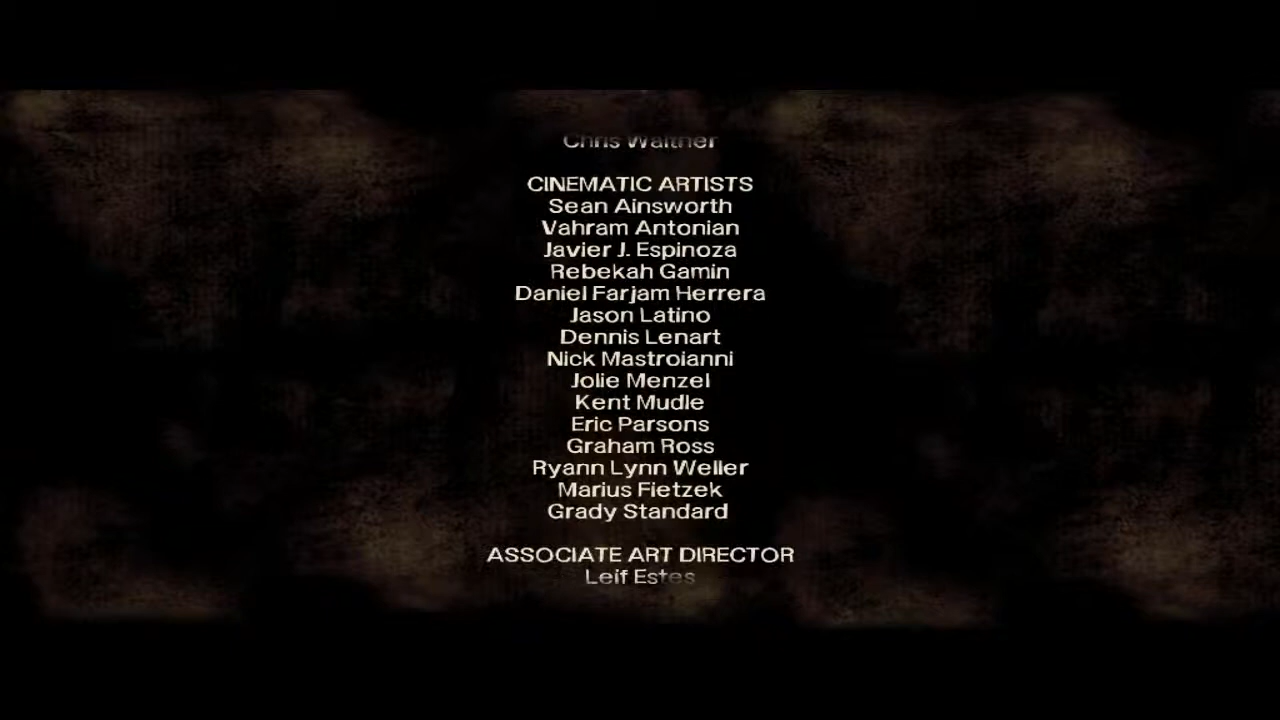 Chris Waltner
CINEMATIC ARTISTS
Sean Ainsworth
Vahram Antonian
Javier J. Espinoza
Rebekah Gamin
Daniel Farjam Herrera
Jason Latino
Dennis Lenart
Nick Mastroianni
Jolie Menzel
Kent Mudle
Eric Parsons
Graham Ross
Ryann Lynn Weller
Marius Fietzek
Grady Standard
ASSOCIATE ART DIRECTOR
Leif Estes